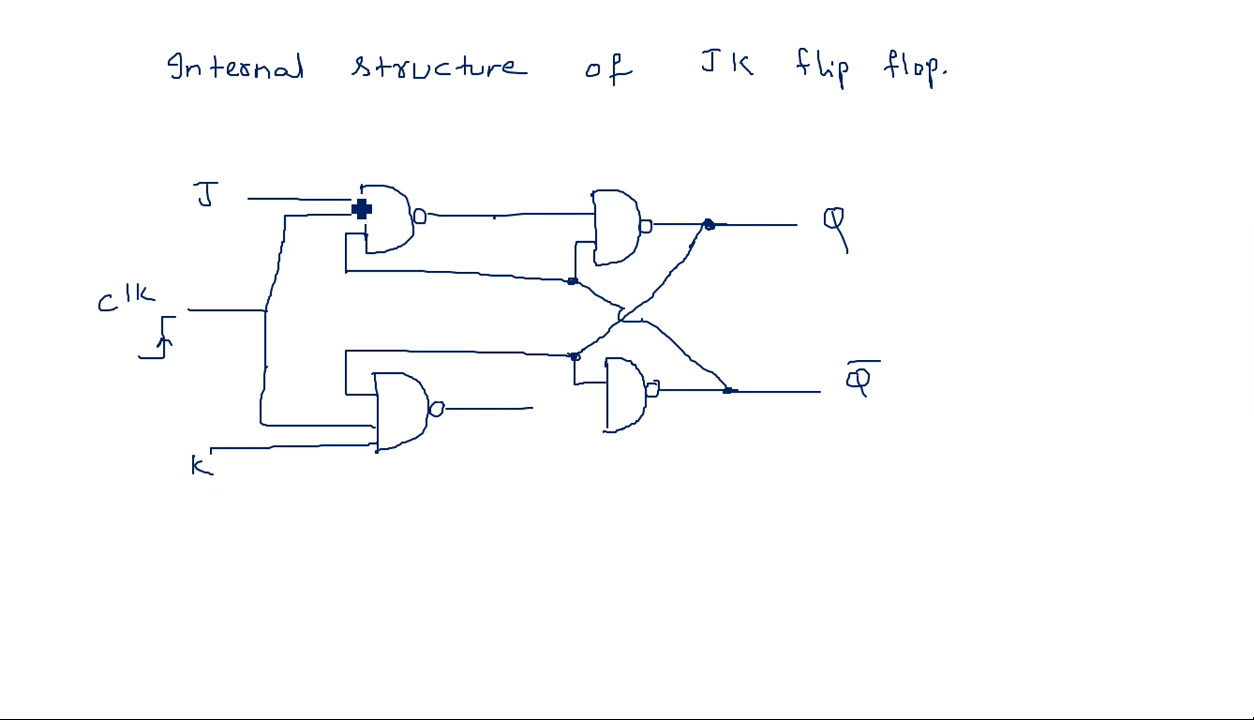 Internal structure of JK flip flop.
J
Q
Clk
Q̅
K